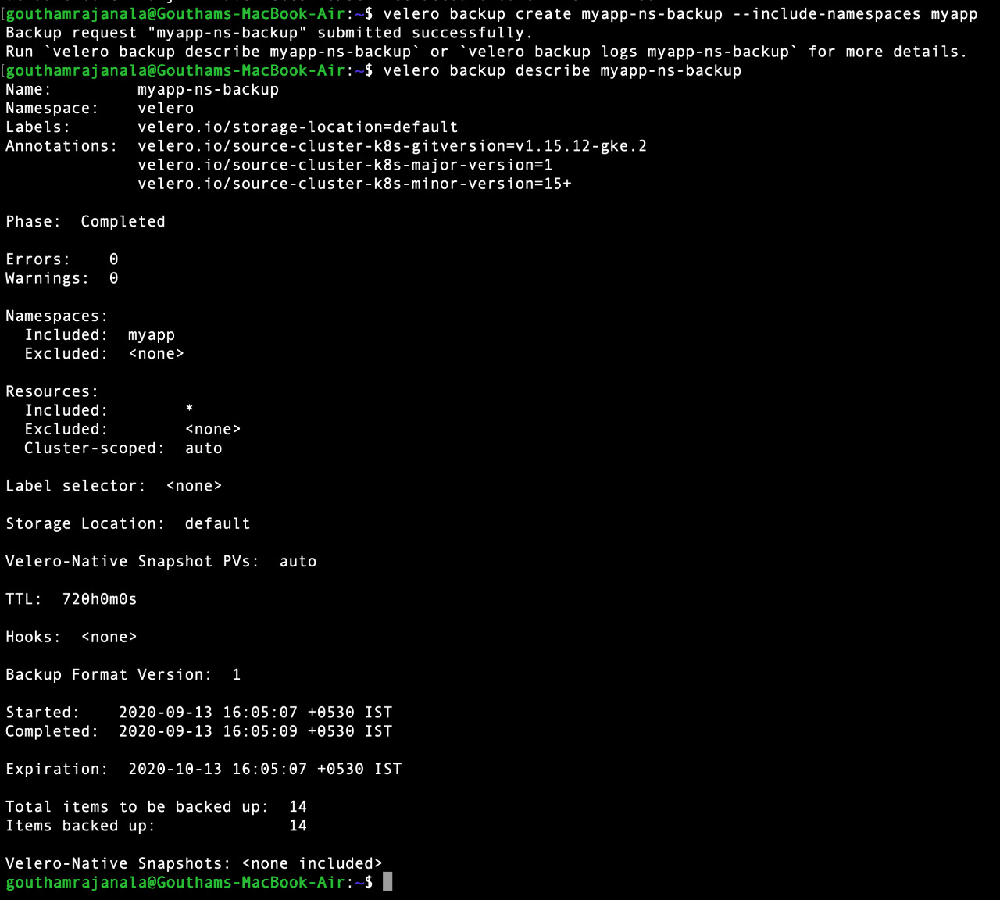 [gouthamrajanala@Gouthams-MacBook-Air:~$ velero backup create myapp-ns-backup --include-namespaces myapp
Backup request "myapp-ns-backup" submitted successfully.
Run `velero backup describe myapp-ns-backup` or `velero backup logs myapp-ns-backup` for more details.
[gouthamrajanala@Gouthams-MacBook-Air:~$ velero backup describe myapp-ns-backup
Name:         myapp-ns-backup
Namespace:    velero
Labels:       velero.io/storage-location=default
Annotations:  velero.io/source-cluster-k8s-gitversion=v1.15.12-gke.2
              velero.io/source-cluster-k8s-major-version=1
              velero.io/source-cluster-k8s-minor-version=15+
Phase:  Completed
Errors:    0
Warnings:  0
Namespaces:
  Included:  myapp
  Excluded:  <none>
Resources:
  Included:        *
  Excluded:        <none>
  Cluster-scoped:  auto
Label selector:  <none>
Storage Location:  default
Velero-Native Snapshot PVs:  auto
TTL:  720h0m0s
Hooks:  <none>
Backup Format Version:  1
Started:    2020-09-13 16:05:07 +0530 IST
Completed:  2020-09-13 16:05:09 +0530 IST
Expiration:  2020-10-13 16:05:07 +0530 IST
Total items to be backed up:  14
Items backed up:              14
Velero-Native Snapshots: <none included>
gouthamrajanala@Gouthams-MacBook-Air:~$